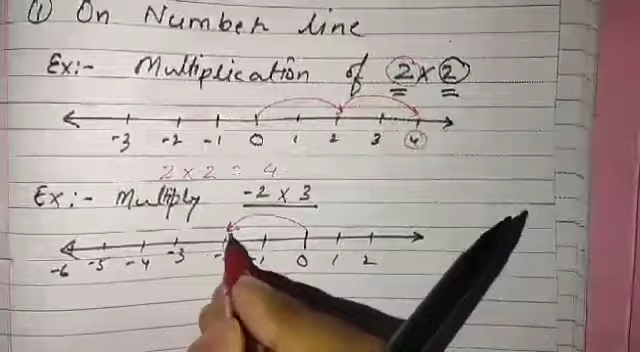 ① On Number line
Ex:- Multiplication of 2 x 2
-3 -2 -1 0 1 2 3 4
2 x 2 = 4
Ex:- Multiply -2 x 3
-6 -5 -4 -3 -1 0 1 2